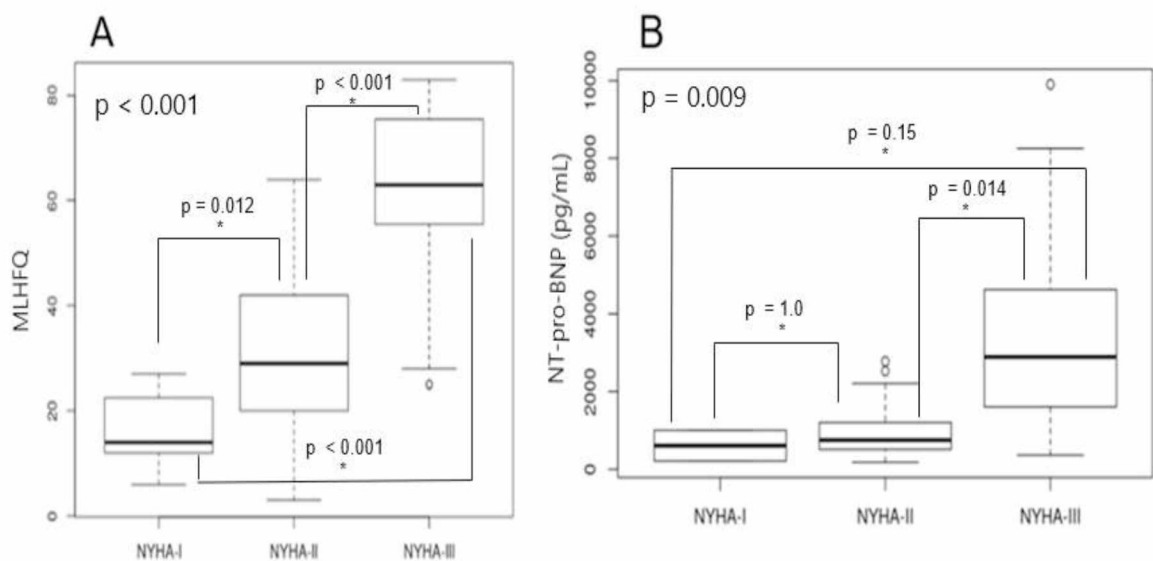 A
p < 0.001
p < 0.001
*
p = 0.012
*
p < 0.001
*
MLHFQ
80
60
40
20
0
NYHA-I NYHA-II NYHA-III
B
p = 0.009
p = 0.15
*
p = 0.014
*
p = 1.0
*
NT-pro-BNP (pg/mL)
10000
8000
6000
4000
2000
0
NYHA-I NYHA-II NYHA-III